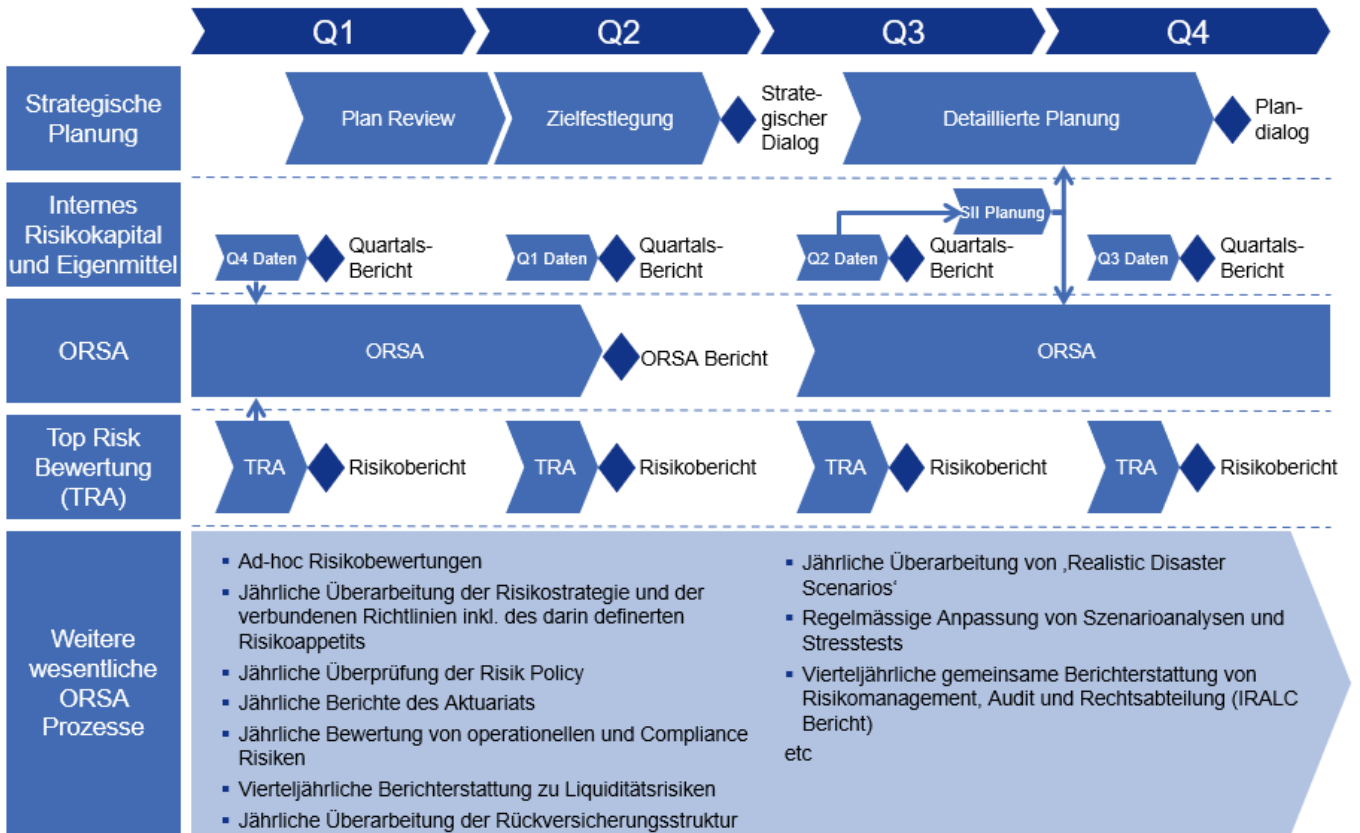 Q1
Q2
Q3
Q4
Strategische
Planung
Plan Review
Zielfestlegung
Strate-
gischer
Dialog
Detaillierte Planung
Plan-
dialog
Internes
Risikokapital
und Eigenmittel
Q4 Daten
Quartals-
Bericht
Q1 Daten
Quartals-
Bericht
SII Planung
Q2 Daten
Quartals-
Bericht
Q3 Daten
Quartals-
Bericht
ORSA
ORSA
ORSA Bericht
ORSA
Top Risk
Bewertung
(TRA)
TRA
Risikobericht
TRA
Risikobericht
TRA
Risikobericht
TRA
Risikobericht
Weitere
wesentliche
ORSA
Prozesse
▪ Ad-hoc Risikobewertungen
▪ Jährliche Überarbeitung der Risikostrategie und der
verbundenen Richtlinien inkl. des darin definierten
Risikoappetits
▪ Jährliche Überprüfung der Risik Policy
▪ Jährliche Berichte des Aktuariats
▪ Jährliche Bewertung von operationellen und Compliance
Risiken
▪ Vierteljährliche Berichterstattung zu Liquiditätsrisiken
▪ Jährliche Überarbeitung der Rückversicherungsstruktur
▪ Jährliche Überarbeitung von ‚Realistic Disaster
Scenarios‘
▪ Regelmässige Anpassung von Szenarioanalysen und
Stresstests
▪ Vierteljährliche gemeinsame Berichterstattung von
Risikomanagement, Audit und Rechtsabteilung (IRALC
Bericht)
etc